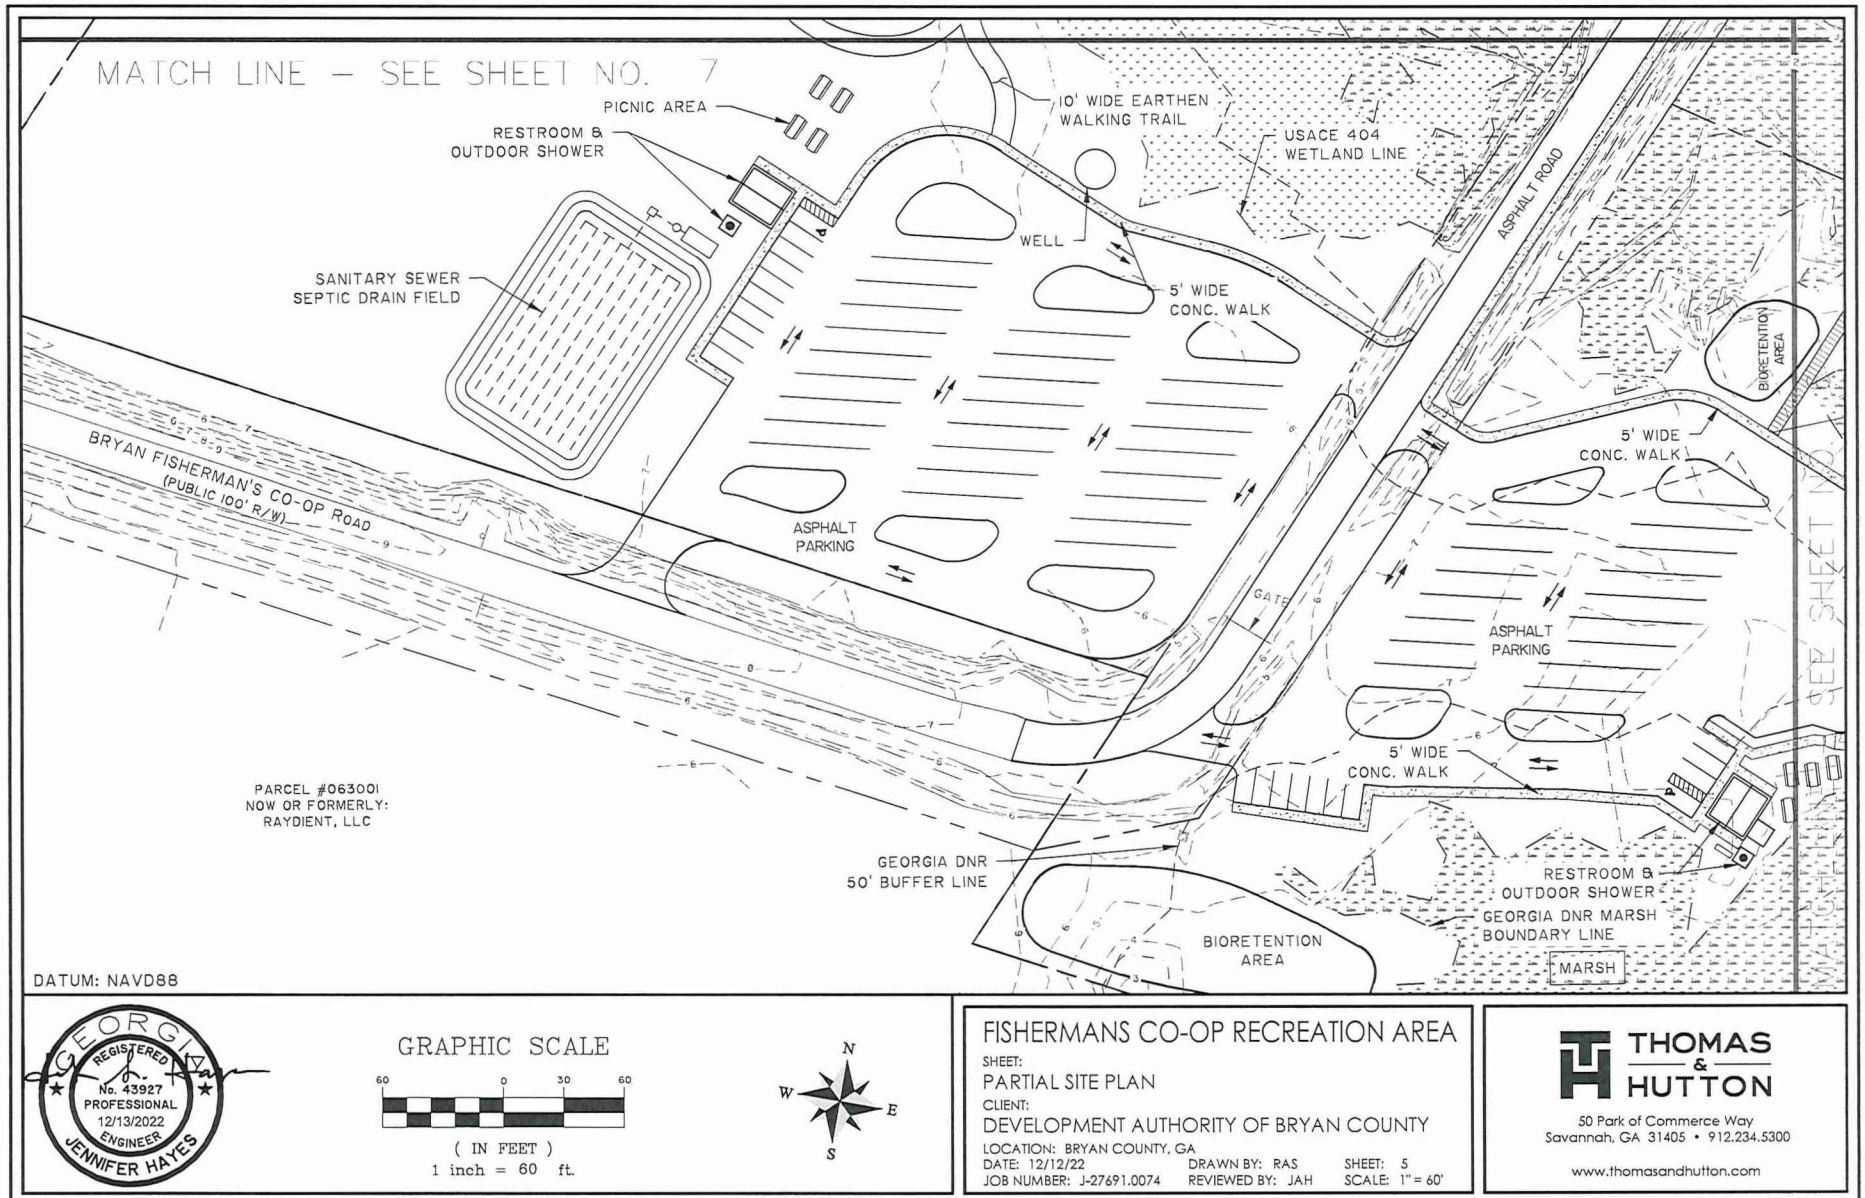 MATCH LINE - SEE SHEET NO. 7
PICNIC AREA
RESTROOM &
OUTDOOR SHOWER
10' WIDE EARTHEN
WALKING TRAIL
USACE 404
WETLAND LINE
ASPHALT ROAD
WELL
5' WIDE
CONC. WALK
SANITARY SEWER
SEPTIC DRAIN FIELD
BIORETENTION
AREA
5' WIDE
CONC. WALK
BRYAN FISHERMAN'S CO-OP ROAD
(PUBLIC 100' R/W)
ASPHALT
PARKING
GATE
ASPHALT
PARKING
5' WIDE
CONC. WALK
PARCEL #063001
NOW OR FORMERLY:
RAYDIENT, LLC
GEORGIA DNR
50' BUFFER LINE
RESTROOM &
OUTDOOR SHOWER
GEORGIA DNR MARSH
BOUNDARY LINE
BIORETENTION
AREA
MARSH
MATCH LINE - SEE SHEET NO.
DATUM: NAVD88
GEORGIA
REGISTERED
No. 43927
PROFESSIONAL
12/13/2022
ENGINEER
JENNIFER HAYES
GRAPHIC SCALE
60 0 30 60
( IN FEET )
1 inch = 60 ft.
N
W
E
S
FISHERMANS CO-OP RECREATION AREA
SHEET:
PARTIAL SITE PLAN
CLIENT:
DEVELOPMENT AUTHORITY OF BRYAN COUNTY
LOCATION: BRYAN COUNTY, GA
DATE: 12/12/22 DRAWN BY: RAS SHEET: 5
JOB NUMBER: J-27691.0074 REVIEWED BY: JAH SCALE: 1" = 60'
TH
THOMAS
&
HUTTON
50 Park of Commerce Way
Savannah, GA 31405 • 912.234.5300
www.thomasandhutton.com